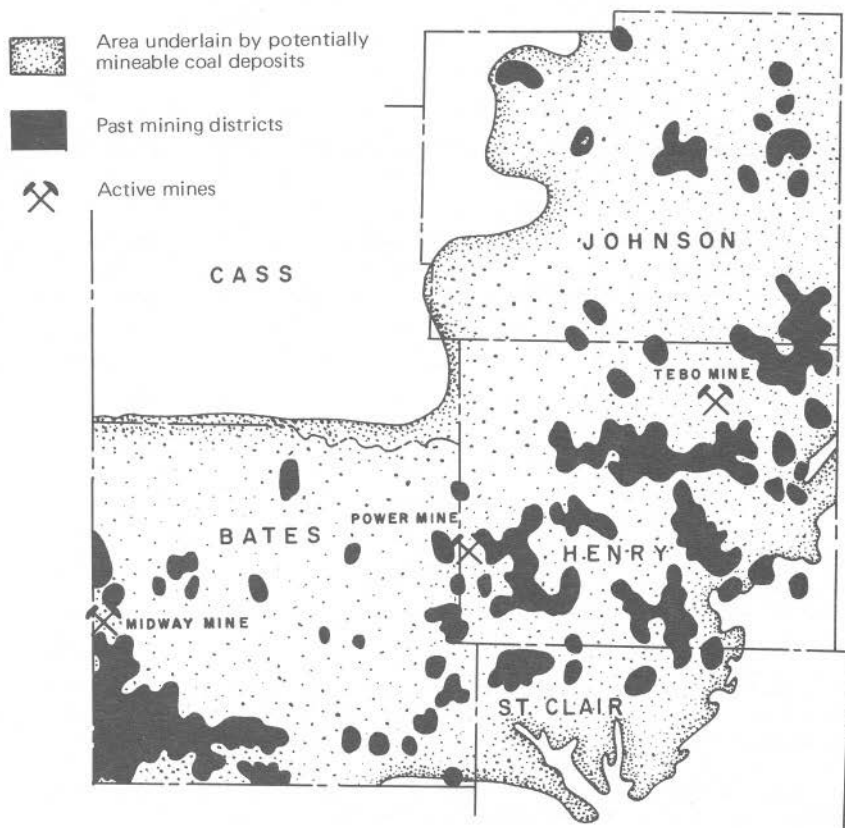 Area underlain by potentially
mineable coal deposits
Past mining districts
Active mines
CASS
JOHNSON
TEBO MINE
BATES
POWER MINE
HENRY
MIDWAY MINE
ST. CLAIR